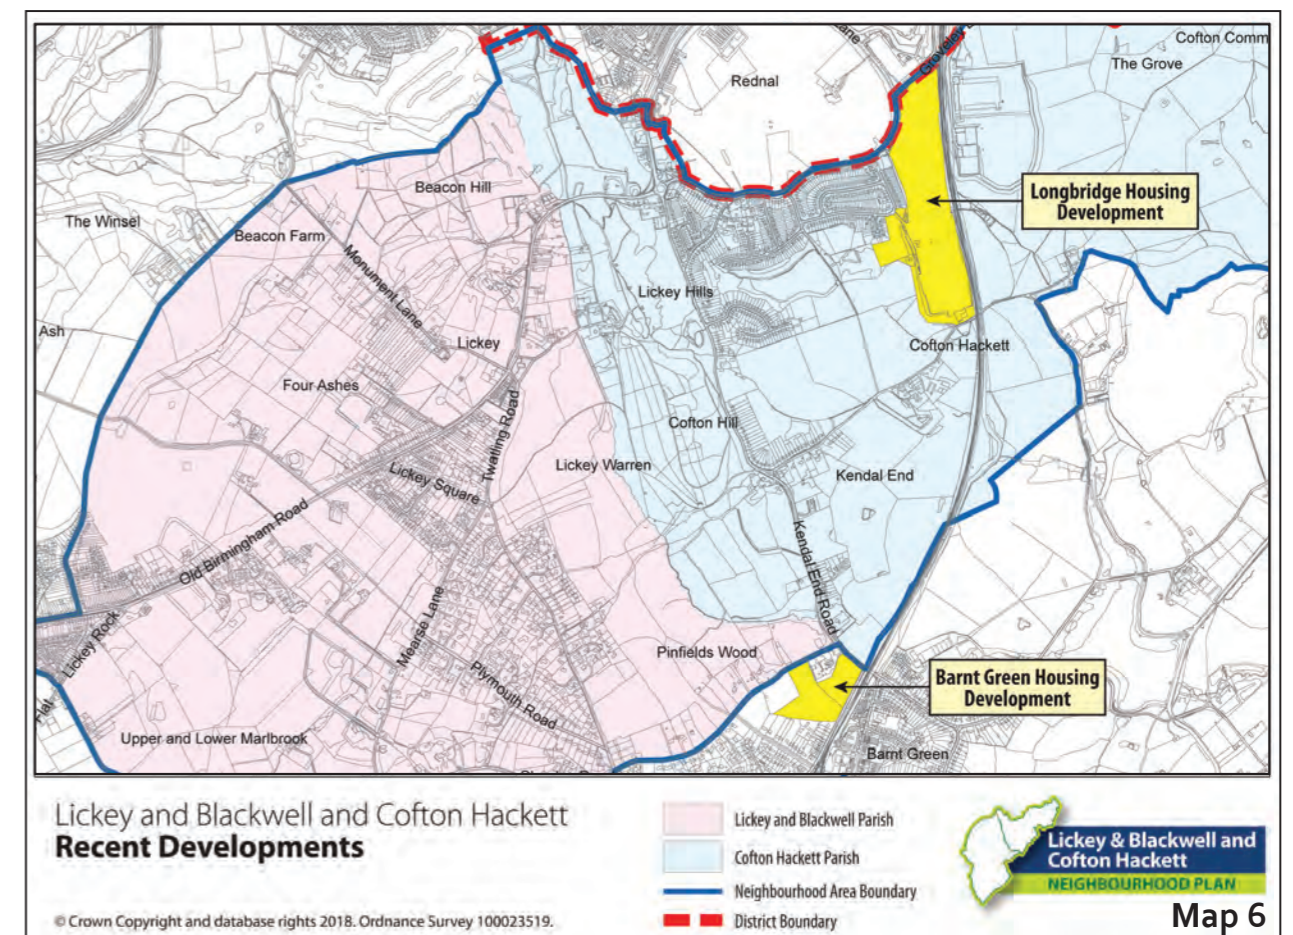 Cofton Comm
The Grove
Lane
Groveley
Rednal
Longbridge Housing
Development
Beacon Hill
The Winsel
Beacon Farm
Monument Lane
Lickey Hills
Ash
Lickey
Cofton Hackett
Four Ashes
Twatling Road
Cofton Hill
Lickey Warren
Lickey Square
Kendal End
Old Birmingham Road
Kendal End Road
Mearse Lane
Lickey Rock
Pinfields Wood
Plymouth Road
Barnt Green Housing
Development
Fiat
Upper and Lower Marlbrook
Barnt Green
Lickey and Blackwell and Cofton Hackett
Recent Developments
© Crown Copyright and database rights 2018. Ordnance Survey 100023519.
Lickey and Blackwell Parish
Cofton Hackett Parish
Neighbourhood Area Boundary
District Boundary
Lickey & Blackwell and
Cofton Hackett
NEIGHBOURHOOD PLAN
Map 6